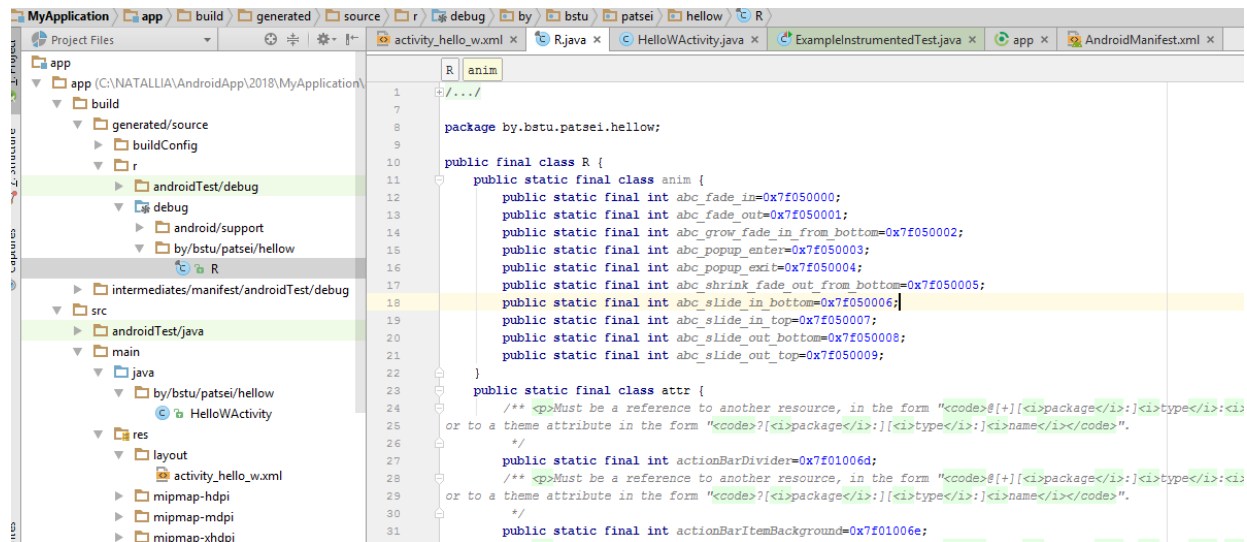 MyApplication app build generated source r debug by bstu patsei hellow R
Project Files
activity_hello_w.xml × R.java × HelloWActivity.java × ExampleInstrumentedTest.java × app × AndroidManifest.xml ×
app
app (C:\NATALLIA\AndroidApp\2018\MyApplication\
build
generated/source
buildConfig
r
androidTest/debug
debug
android/support
by/bstu/patsei/hellow
R
intermediates/manifest/androidTest/debug
src
androidTest/java
main
java
by/bstu/patsei/hellow
HelloWActivity
res
layout
activity_hello_w.xml
mipmap-hdpi
mipmap-mdpi
mipmap-xhdpi
Captures
R anim
1 /.../
7
8 package by.bstu.patsei.hellow;
9
10 public final class R {
11 public static final class anim {
12 public static final int abc_fade_in=0x7f050000;
13 public static final int abc_fade_out=0x7f050001;
14 public static final int abc_grow_fade_in_from_bottom=0x7f050002;
15 public static final int abc_popup_enter=0x7f050003;
16 public static final int abc_popup_exit=0x7f050004;
17 public static final int abc_shrink_fade_out_from_bottom=0x7f050005;
18 public static final int abc_slide_in_bottom=0x7f050006;
19 public static final int abc_slide_in_top=0x7f050007;
20 public static final int abc_slide_out_bottom=0x7f050008;
21 public static final int abc_slide_out_top=0x7f050009;
22 }
23 public static final class attr {
24 /** <p>Must be a reference to another resource, in the form "<code>@[+][<i>package</i>:]<i>type</i>:<i>
25 or to a theme attribute in the form "<code>?[<i>package</i>:][<i>type</i>:]<i>name</i></code>".
26 */
27 public static final int actionBarDivider=0x7f01006d;
28 /** <p>Must be a reference to another resource, in the form "<code>@[+][<i>package</i>:]<i>type</i>:<i>
29 or to a theme attribute in the form "<code>?[<i>package</i>:][<i>type</i>:]<i>name</i></code>".
30 */
31 public static final int actionBarItemBackground=0x7f01006e;